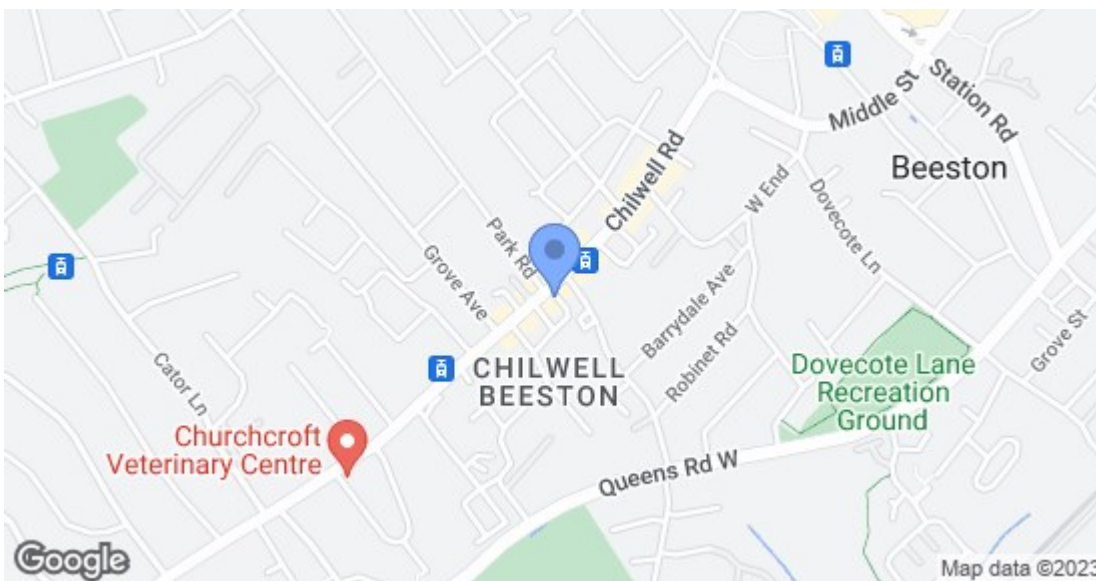 Station Rd
Middle St
Beeston
Chilwell Rd
W End
Dovecote Ln
Park Rd
Grove Ave
Barrydale Ave
Robinet Rd
Grove St
Cator Ln
CHILWELL
BEESTON
Dovecote Lane
Recreation
Ground
Churchcroft
Veterinary Centre
Queens Rd W
Google
Map data ©2023